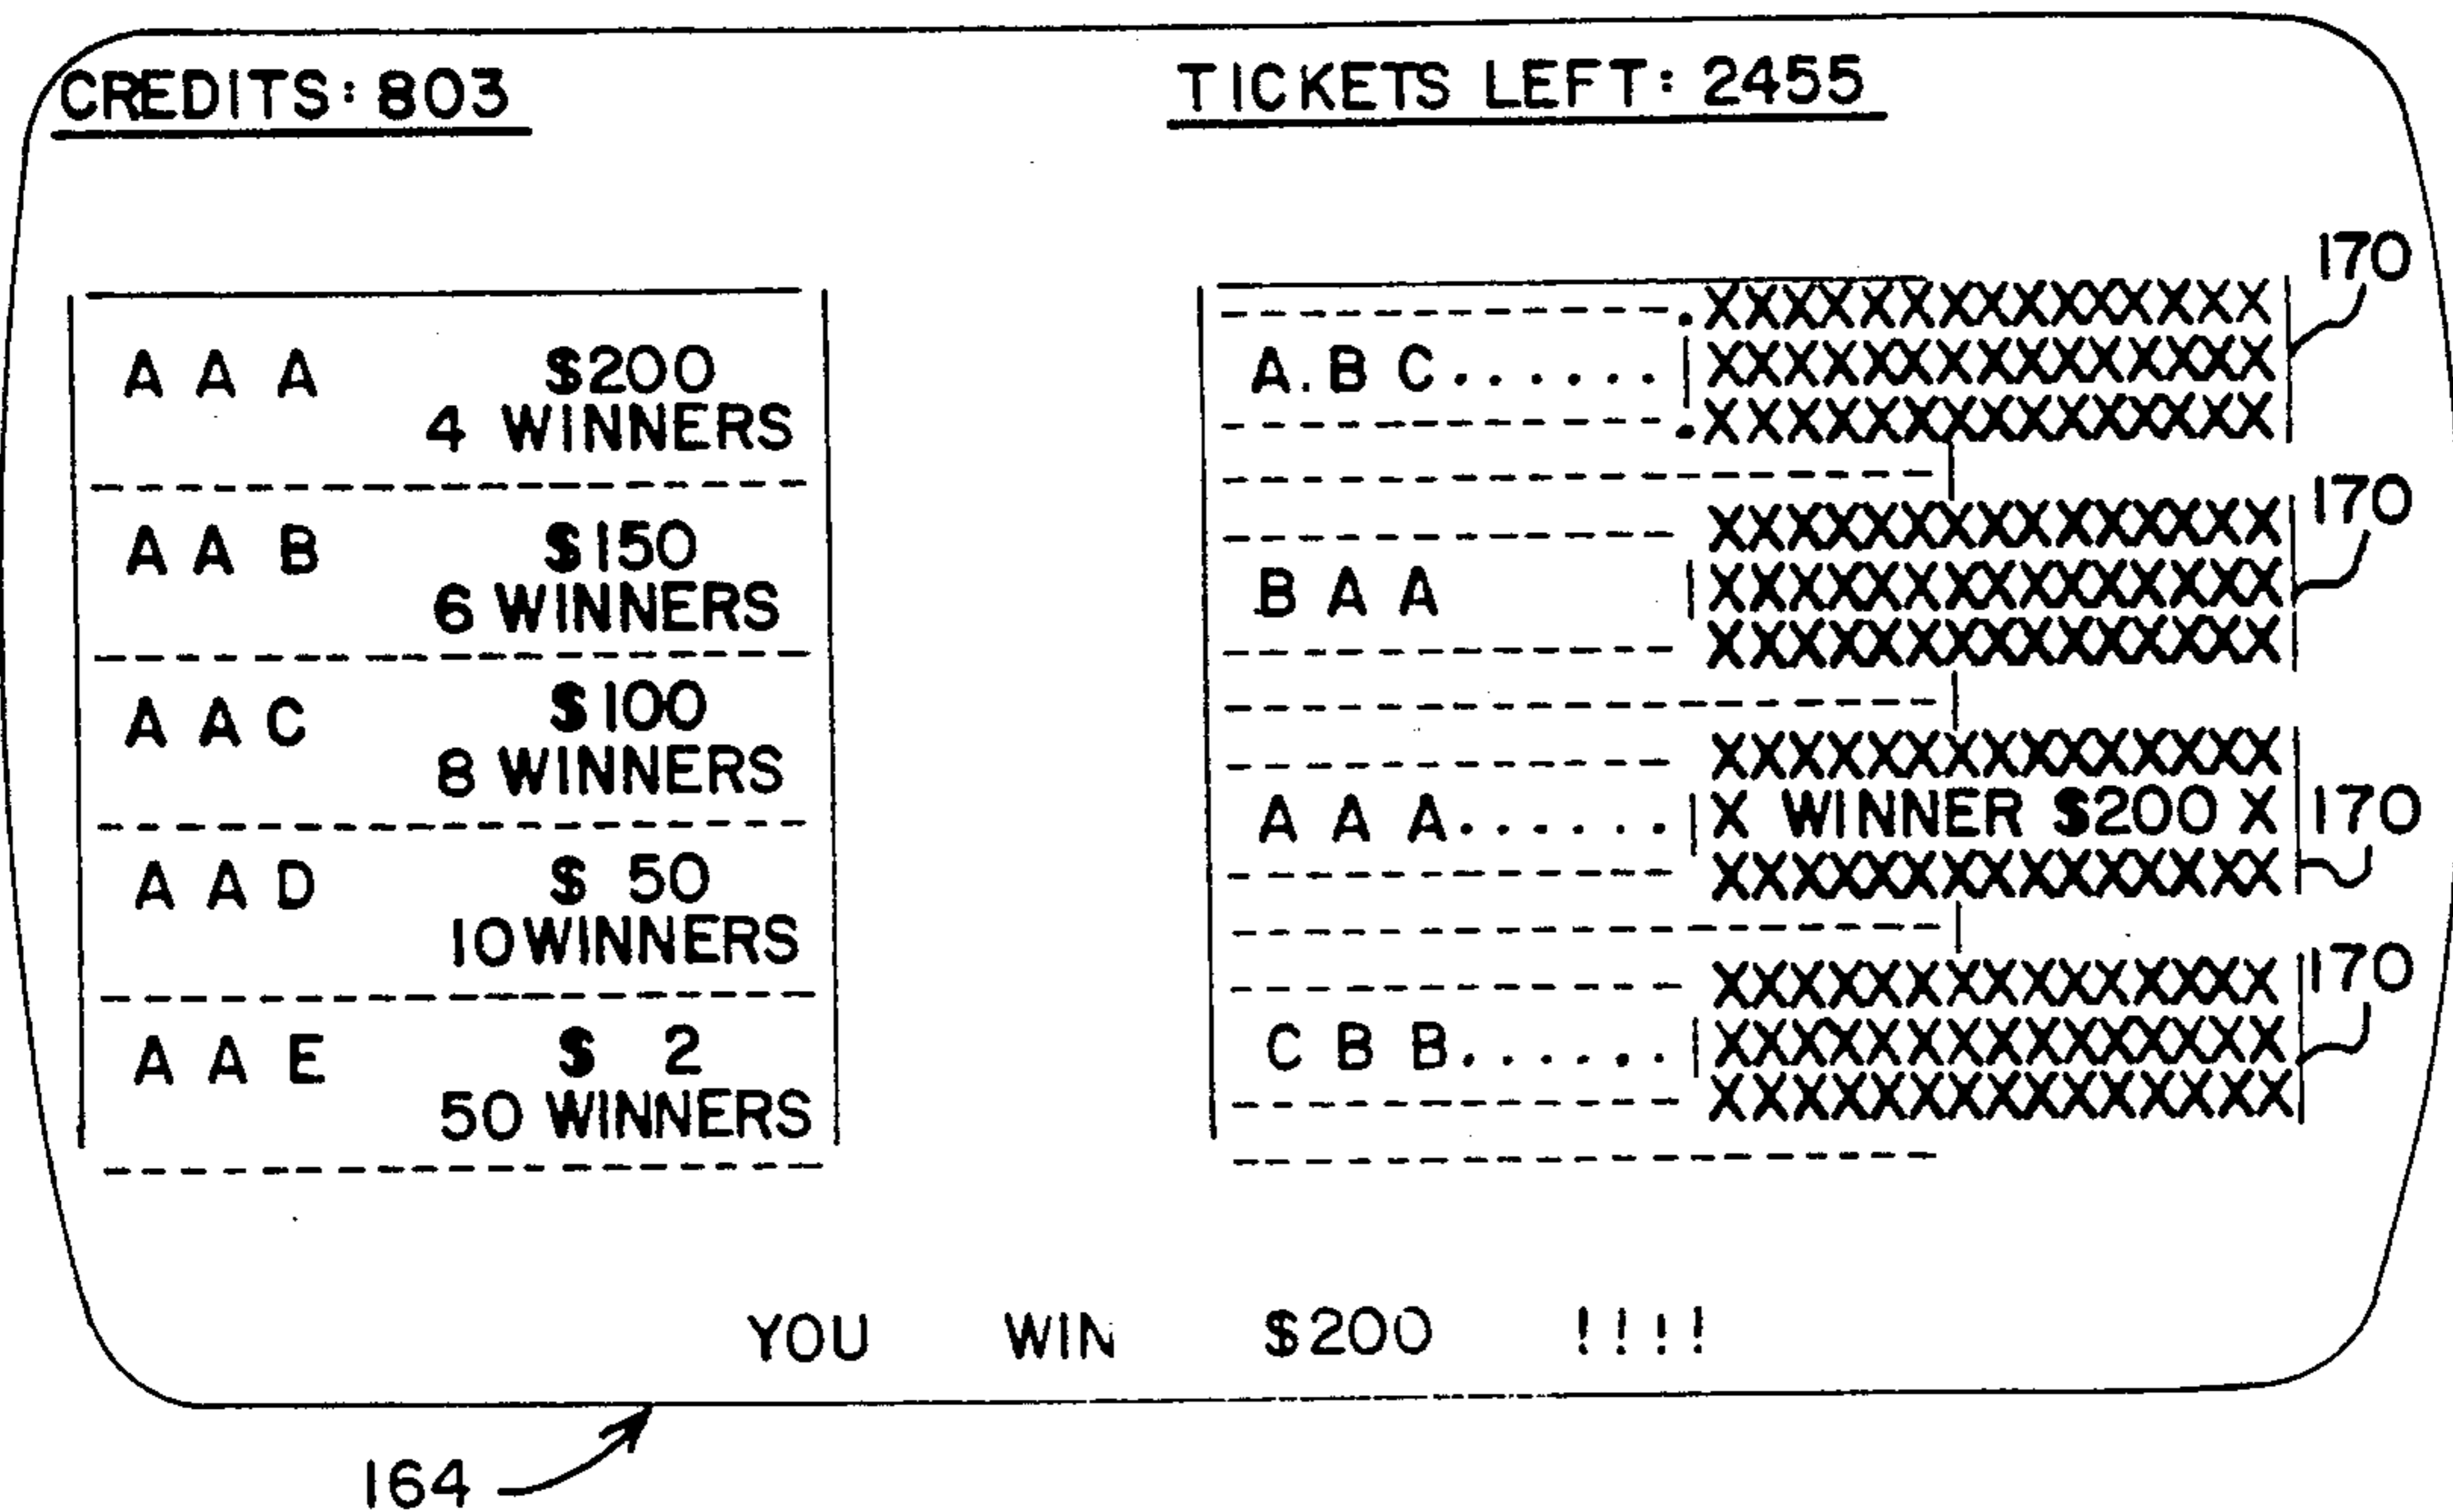 CREDITS: 803
TICKETS LEFT: 2455
A A A $200
4 WINNERS
A A B $150
6 WINNERS
A A C $100
8 WINNERS
A A D $ 50
10 WINNERS
A A E $ 2
50 WINNERS
XXXXXXXXXXXXXXX 170
A.B C....... XXXXXXXXXXXXXXX
XXXXXXXXXXXXXXX
XXXXXXXXXXXXXXX 170
B A A XXXXXXXXXXXXXXX
XXXXXXXXXXXXXXX
XXXXXXXXXXXXXXX
A A A....... X WINNER $200 X 170
XXXXXXXXXXXXXXX
XXXXXXXXXXXXXXX 170
C B B....... XXXXXXXXXXXXXXX
XXXXXXXXXXXXXXX
YOU WIN $200 !!!!
164